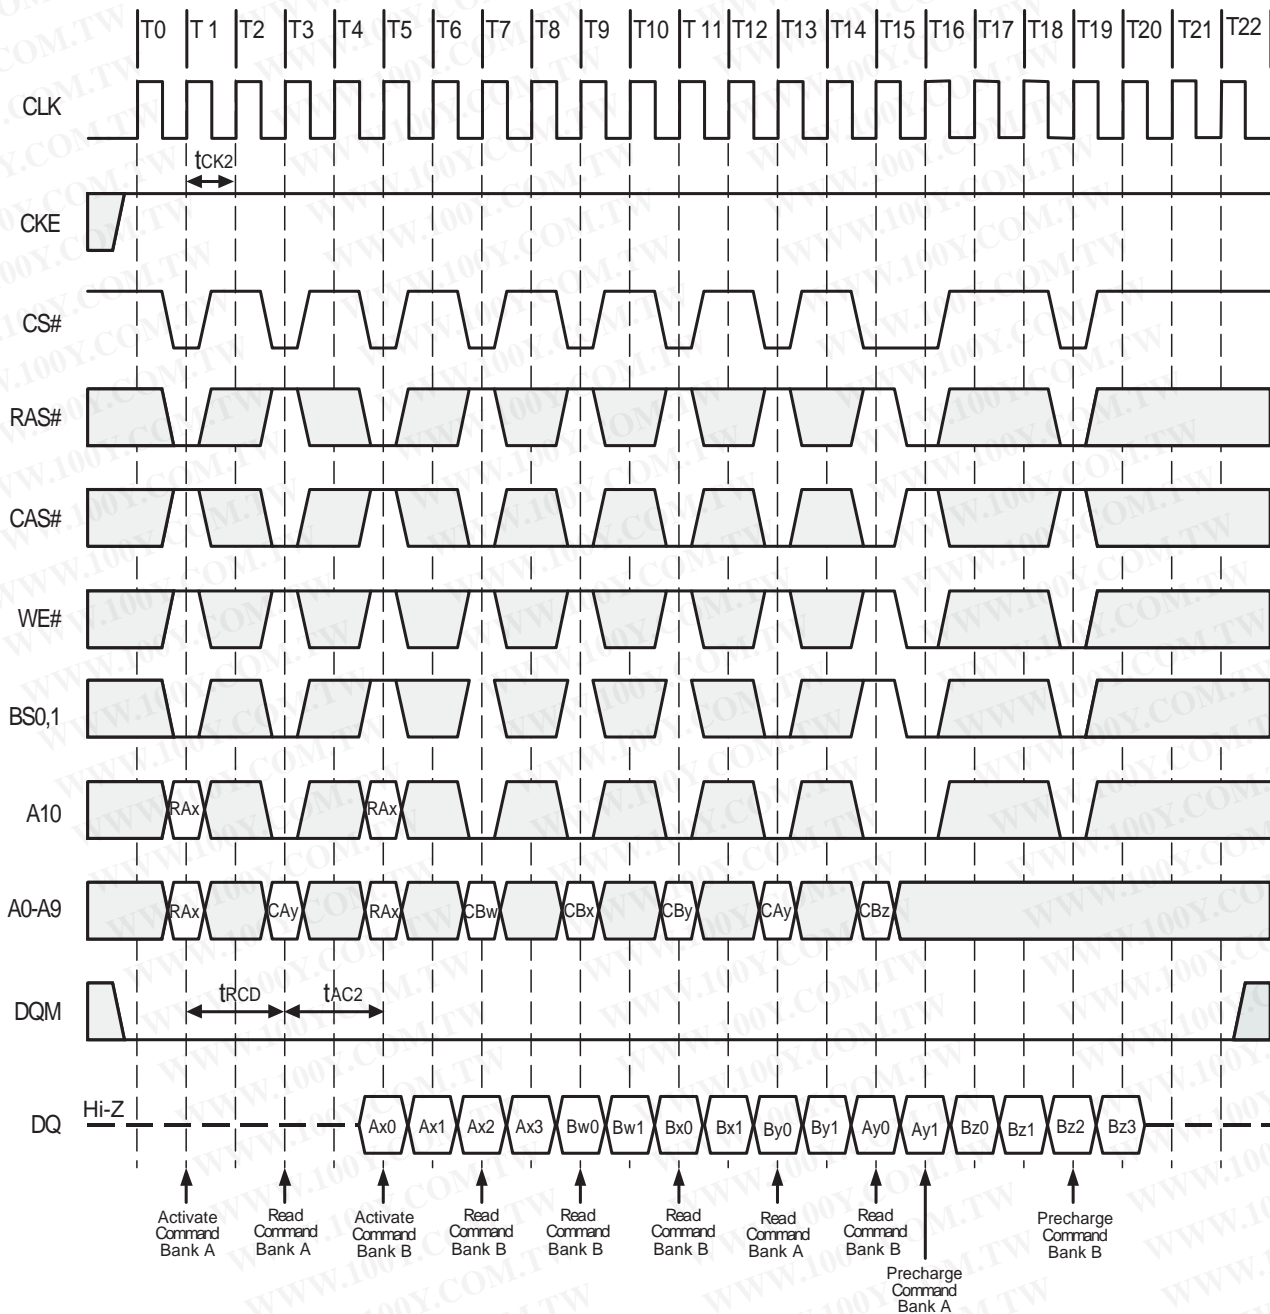 T0 T 1 T2 T3 T4 T5 T6 T7 T8 T9 T10 T 11 T12 T13 T14 T15 T16 T17 T18 T19 T20 T21 T22
CLK
tCK2
CKE
CS#
RAS#
CAS#
WE#
BS0,1
A10 RAx RAx
A0-A9 RAx CAy RAx CBw CBx CBy CAy CBz
DQM tRCD tAC2
DQ Hi-Z Ax0 Ax1 Ax2 Ax3 Bw0 Bw1 Bx0 Bx1 By0 By1 Ay0 Ay1 Bz0 Bz1 Bz2 Bz3
Activate
Command
Bank A
Read
Command
Bank A
Activate
Command
Bank B
Read
Command
Bank B
Read
Command
Bank B
Read
Command
Bank B
Read
Command
Bank A
Read
Command
Bank B
Precharge
Command
Bank A
Precharge
Command
Bank B
WWW.100Y.COM.TW